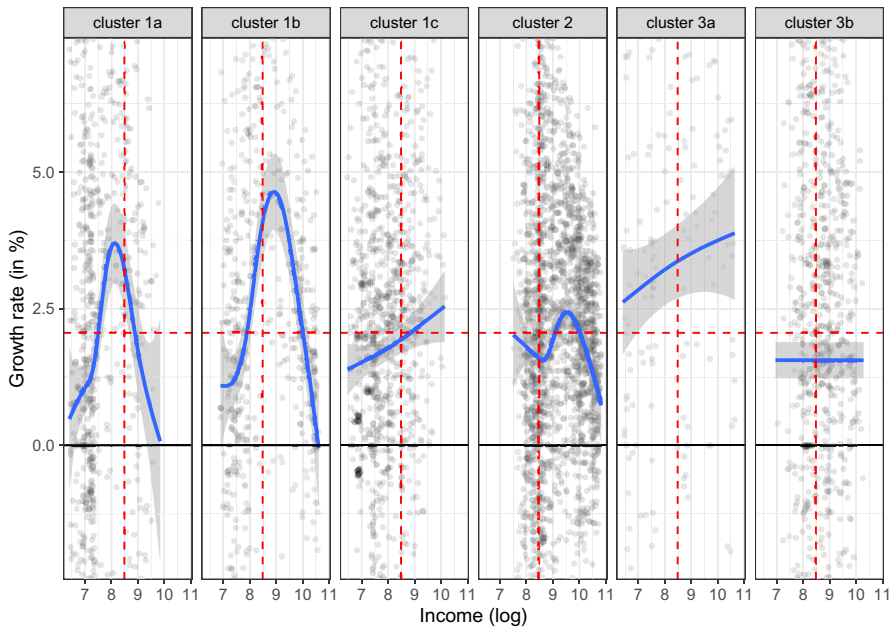 cluster 1a cluster 1b cluster 1c cluster 2 cluster 3a cluster 3b
Growth rate (in %)
5.0
2.5
0.0
7 8 9 10 11 7 8 9 10 11 7 8 9 10 11 7 8 9 10 11 7 8 9 10 11 7 8 9 10 11
Income (log)